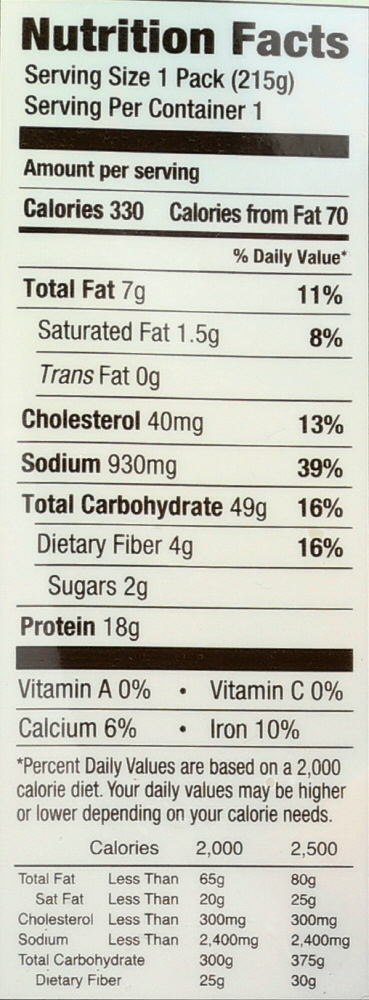 Nutrition Facts
Serving Size 1 Pack (215g)
Serving Per Container 1
Amount per serving
Calories 330 Calories from Fat 70
% Daily Value*
Total Fat 7g 11%
Saturated Fat 1.5g 8%
Trans Fat 0g
Cholesterol 40mg 13%
Sodium 930mg 39%
Total Carbohydrate 49g 16%
Dietary Fiber 4g 16%
Sugars 2g
Protein 18g
Vitamin A 0% • Vitamin C 0%
Calcium 6% • Iron 10%
*Percent Daily Values are based on a 2,000
calorie diet. Your daily values may be higher
or lower depending on your calorie needs.
Calories 2,000 2,500
Total Fat Less Than 65g 80g
Sat Fat Less Than 20g 25g
Cholesterol Less Than 300mg 300mg
Sodium Less Than 2,400mg 2,400mg
Total Carbohydrate 300g 375g
Dietary Fiber 25g 30g